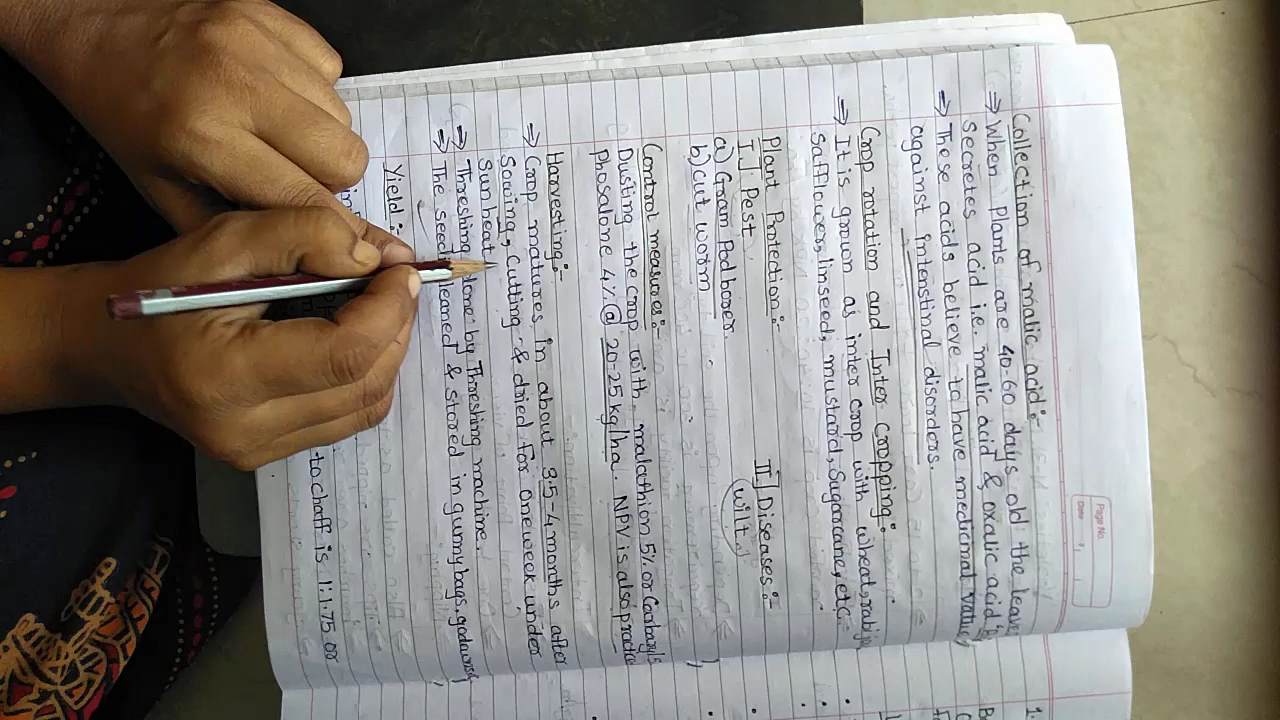 Page No.
Date
Collection of malic acid:-
⇒ When Plants are 40-60 days old the leaves
secretes acid i.e. malic acid & oxalic acid
⇒ These acids believe to have medicinal value,
against intenstinal disorders.
Crop rotation and Inter Cropping:-
⇒ It is grown as inter crop with wheat, rabi
Safflower, linseed, mustard, Sugarcane, etc.
Plant Protection:-
I] Pest II] Diseases:-
a) Gram Pod borer. (wilt.)
b) Cut worm
Control measures:-
Dusting the crop with malathion 5% or Carbaryl 5
Phosalone 4% @ 20-25 kg/ha. NPV is also
Harvesting:-
⇒ Crop matures in about 3.5-4 months after
Sowing, Cutting & dried for one week under
Sun heat
⇒ Threshing done by Threshing machine.
⇒ The seed & stored in gunny bags,
Yield:-
to chaff is 1:1.75 or